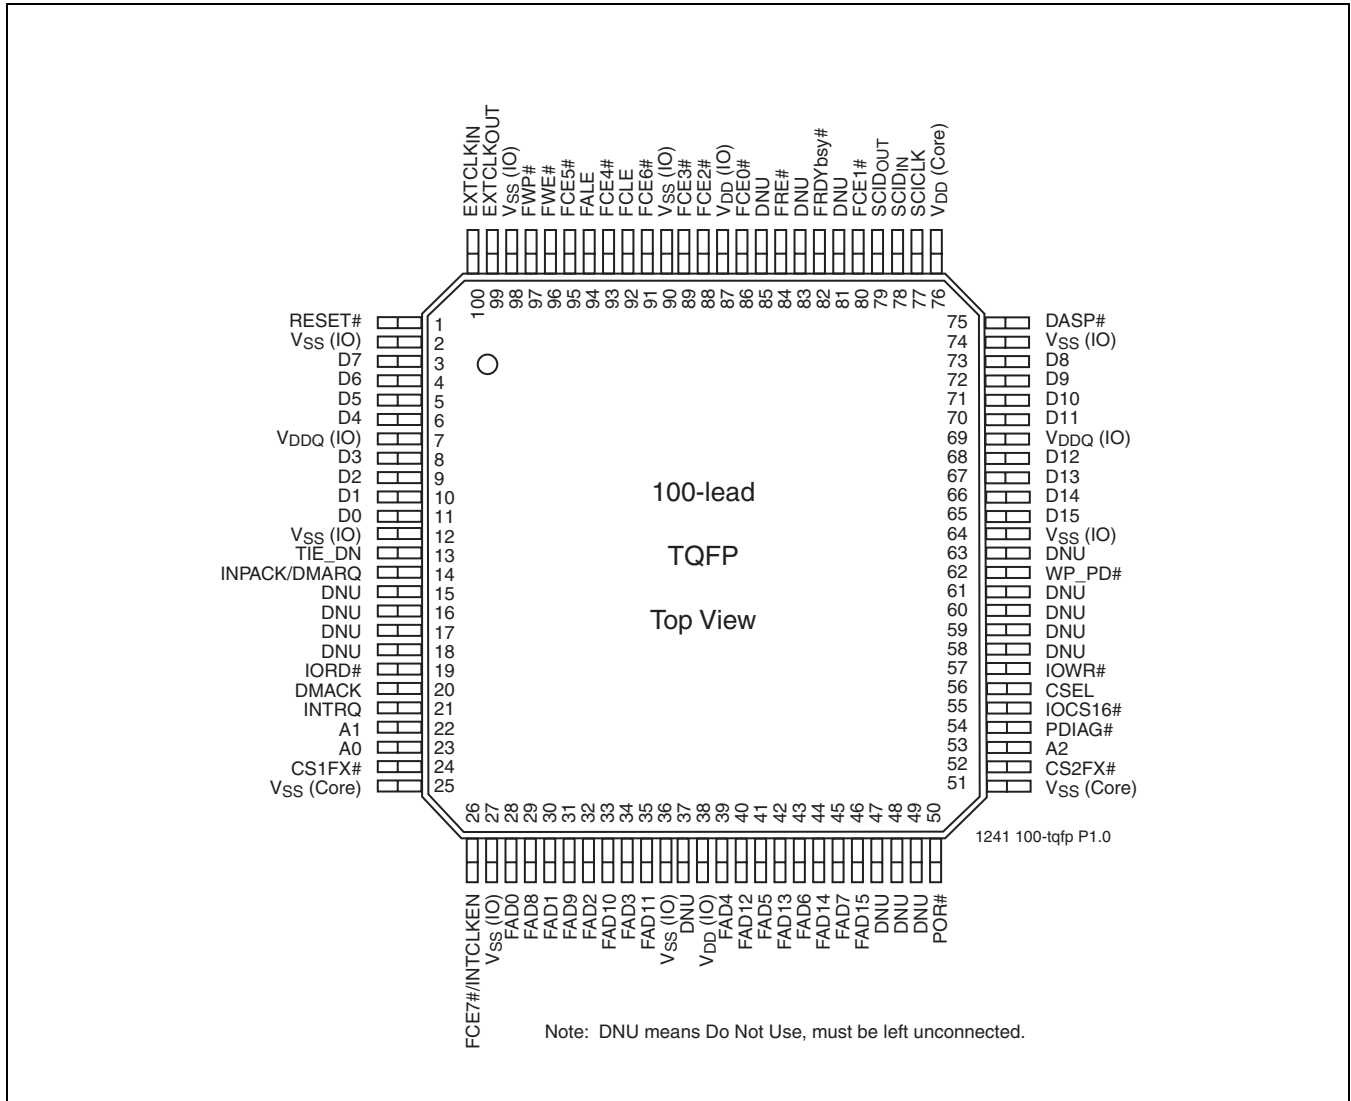 EXTCLKIN
EXTCLKOUT
VSS (IO)
FWP#
FWE#
FCE5#
FALE
FCE4#
FCLE
FCE6#
VSS (IO)
FCE3#
FCE2#
VDD (IO)
FCE0#
DNU
FRE#
DNU
FRDYbsy#
DNU
FCE1#
SCIDOUT
SCIDIN
SCICLK
VDD (Core)
100
99
98
97
96
95
94
93
92
91
90
89
88
87
86
85
84
83
82
81
80
79
78
77
76
RESET# 1
VSS (IO) 2
D7 3
D6 4
D5 5
D4 6
VDDQ (IO) 7
D3 8
D2 9
D1 10
D0 11
VSS (IO) 12
TIE_DN 13
INPACK/DMARQ 14
DNU 15
DNU 16
DNU 17
DNU 18
IORD# 19
DMACK 20
INTRQ 21
A1 22
A0 23
CS1FX# 24
VSS (Core) 25
100-lead
TQFP
Top View
75 DASP#
74 VSS (IO)
73 D8
72 D9
71 D10
70 D11
69 VDDQ (IO)
68 D12
67 D13
66 D14
65 D15
64 VSS (IO)
63 DNU
62 WP_PD#
61 DNU
60 DNU
59 DNU
58 DNU
57 IOWR#
56 CSEL
55 IOCS16#
54 PDIAG#
53 A2
52 CS2FX#
51 VSS (Core)
26
27
28
29
30
31
32
33
34
35
36
37
38
39
40
41
42
43
44
45
46
47
48
49
50
1241 100-tqfp P1.0
FCE7#/INTCLKEN
VSS (IO)
FAD0
FAD8
FAD1
FAD9
FAD2
FAD10
FAD3
FAD11
VSS (IO)
DNU
VDD (IO)
FAD4
FAD12
FAD5
FAD13
FAD6
FAD14
FAD7
FAD15
DNU
DNU
DNU
POR#
Note: DNU means Do Not Use, must be left unconnected.